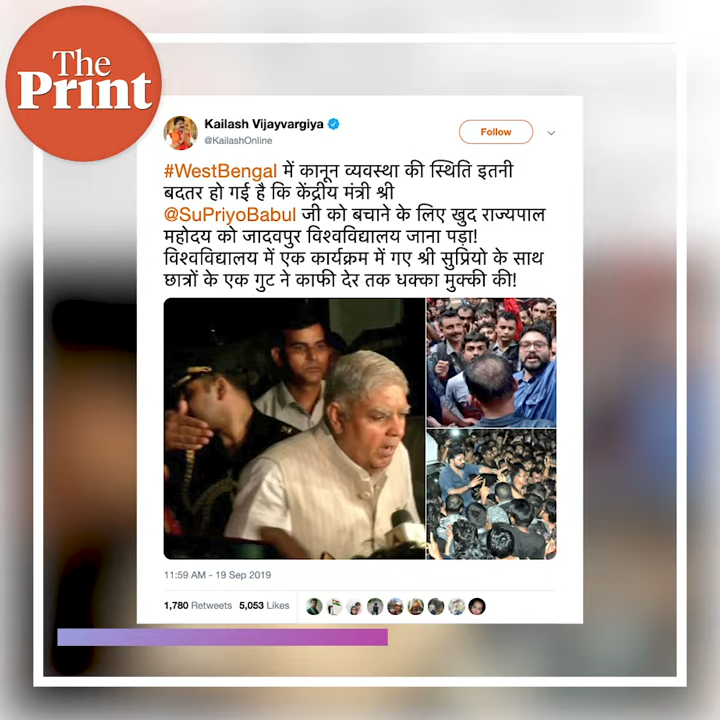 The
Print
Kailash Vijayvargiya
@KailashOnline
Follow
#WestBengal में कानून व्यवस्था की स्थिति इतनी
बदतर हो गई है कि केंद्रीय मंत्री श्री
@SuPriyoBabul जी को बचाने के लिए खुद राज्यपाल
महोदय को जादवपुर विश्वविद्यालय जाना पड़ा!
विश्वविद्यालय में एक कार्यक्रम में गए श्री सुप्रियो के साथ
छात्रों के एक गुट ने काफी देर तक धक्का मुक्की की!
11:59 AM - 19 Sep 2019
1,780 Retweets 5,053 Likes